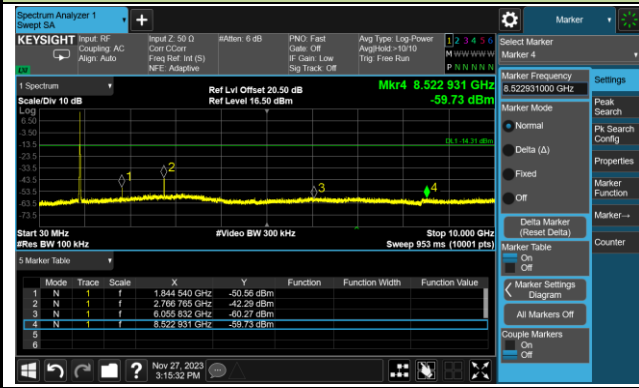 Spectrum Analyzer 1
Swept SA
Marker
KEYSIGHT
Input: RF
Coupling: AC
Align: Auto
Input Z: 50 Ω
Corr CCorr
Freq Ref: Int (S)
NFE: Adaptive
#Atten: 6 dB
PNO: Fast
Gate: Off
IF Gain: Low
Sig Track: Off
Avg Type: Log-Power
Avg|Hold:>10/10
Trig: Free Run
1 2 3 4 5 6
M W W W W W
P N N N N N
Select Marker
Marker 4
1 Spectrum
Scale/Div 10 dB
Log
Ref Lvl Offset 20.50 dB
Ref Level 16.50 dBm
Mkr4 8.522 931 GHz
-59.73 dBm
6.50
-3.50
-13.5
-23.5
-33.5
-43.5
-53.5
-63.5
-73.5
DL1 -14.31 dBm
1
2
3
4
Start 30 MHz
#Res BW 100 kHz
#Video BW 300 kHz
Stop 10.000 GHz
Sweep 953 ms (10001 pts)
5 Marker Table
Mode Trace Scale X Y Function Function Width Function Value
1 N 1 f 1.844 540 GHz -50.56 dBm
2 N 1 f 2.766 765 GHz -42.29 dBm
3 N 1 f 6.055 832 GHz -60.27 dBm
4 N 1 f 8.522 931 GHz -59.73 dBm
5
6
Marker Frequency
8.522931000 GHz
Marker Mode
Normal
Delta (Δ)
Fixed
Off
Delta Marker
(Reset Delta)
Marker Table
On
Off
Marker Settings
Diagram
All Markers Off
Couple Markers
On
Off
Settings
Peak
Search
Pk Search
Config
Properties
Marker
Function
Marker→
Counter
?
Nov 27, 2023
3:15:32 PM